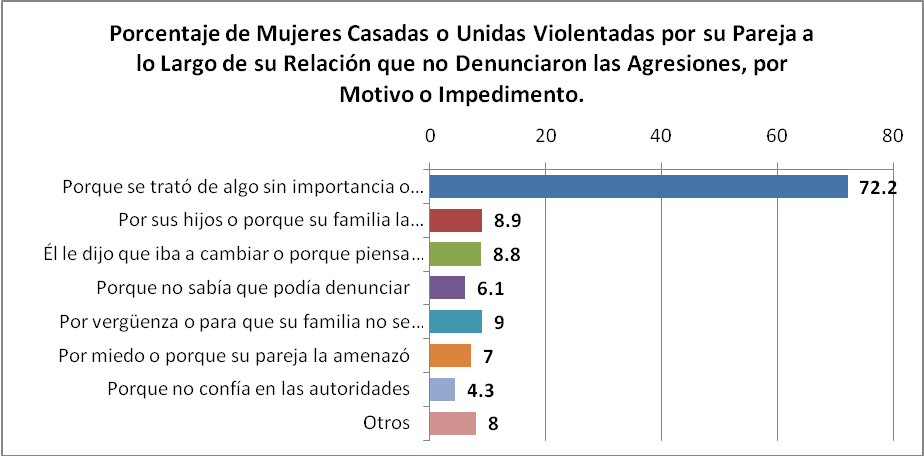 Porcentaje de Mujeres Casadas o Unidas Violentadas por su Pareja a
lo Largo de su Relación que no Denunciaron las Agresiones, por
Motivo o Impedimento.
0 20 40 60 80
Porque se trató de algo sin importancia o... 72.2
Por sus hijos o porque su familia la... 8.9
Él le dijo que iba a cambiar o porque piensa... 8.8
Porque no sabía que podía denunciar 6.1
Por vergüenza o para que su familia no se... 9
Por miedo o porque su pareja la amenazó 7
Porque no confía en las autoridades 4.3
Otros 8